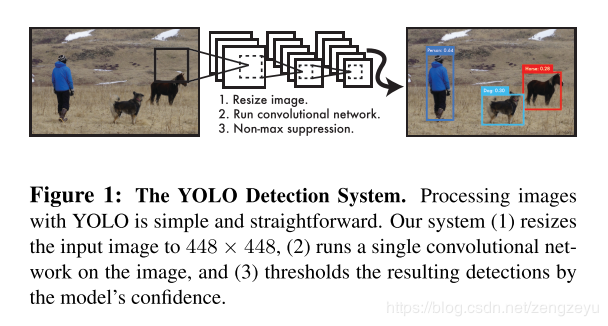 Person: 0.64
Horse: 0.28
Dog: 0.30
1. Resize image.
2. Run convolutional network.
3. Non-max suppression.
Figure 1: The YOLO Detection System. Processing images
with YOLO is simple and straightforward. Our system (1) resizes
the input image to 448 × 448, (2) runs a single convolutional net-
work on the image, and (3) thresholds the resulting detections by
the model's confidence.
https://blog.csdn.net/zengzeyu